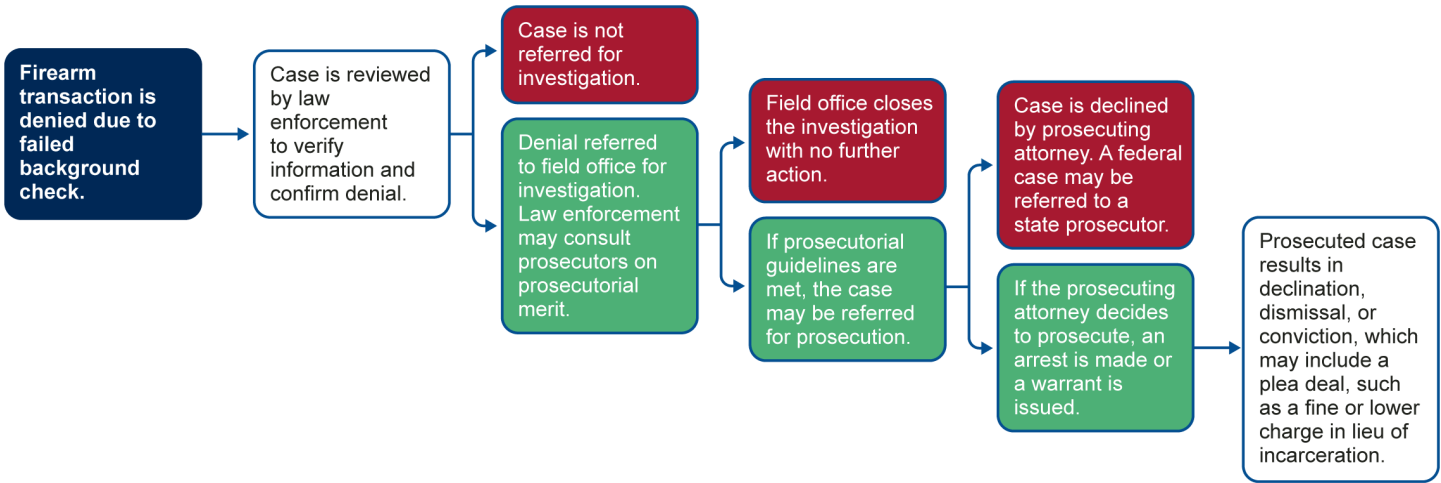 Firearm
transaction is
denied due to
failed
background
check.
Case is reviewed
by law
enforcement
to verify
information and
confirm denial.
Case is not
referred for
investigation.
Denial referred
to field office for
investigation.
Law enforcement
may consult
prosecutors on
prosecutorial
merit.
Field office closes
the investigation
with no further
action.
If prosecutorial
guidelines are
met, the case
may be referred
for prosecution.
Case is declined
by prosecuting
attorney. A federal
case may be
referred to a
state prosecutor.
If the prosecuting
attorney decides
to prosecute, an
arrest is made or
a warrant is
issued.
Prosecuted case
results in
declination,
dismissal, or
conviction, which
may include a
plea deal, such
as a fine or lower
charge in lieu of
incarceration.